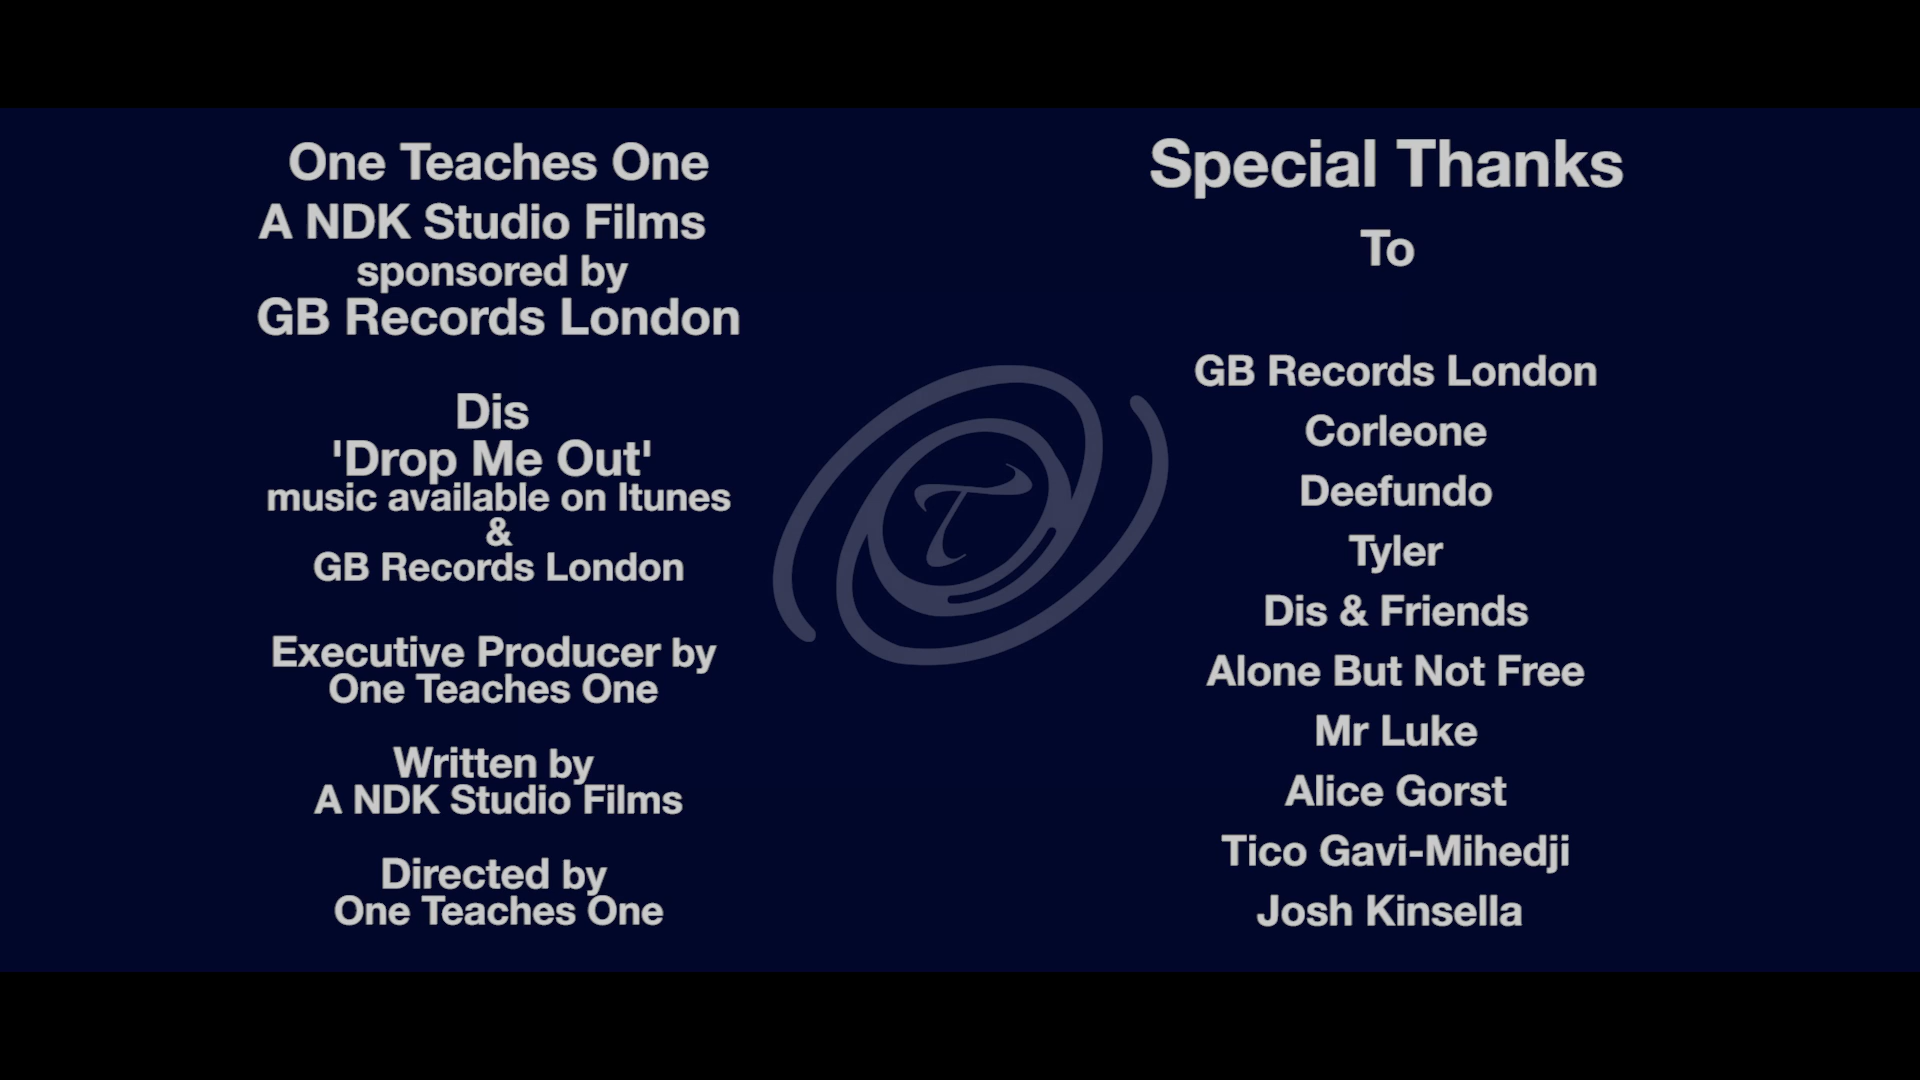 One Teaches One
A NDK Studio Films
sponsored by
GB Records London
Dis
'Drop Me Out'
music available on Itunes
&
GB Records London
Executive Producer by
One Teaches One
Written by
A NDK Studio Films
Directed by
One Teaches One
Special Thanks
To
GB Records London
Corleone
Deefundo
Tyler
Dis & Friends
Alone But Not Free
Mr Luke
Alice Gorst
Tico Gavi-Mihedji
Josh Kinsella
T